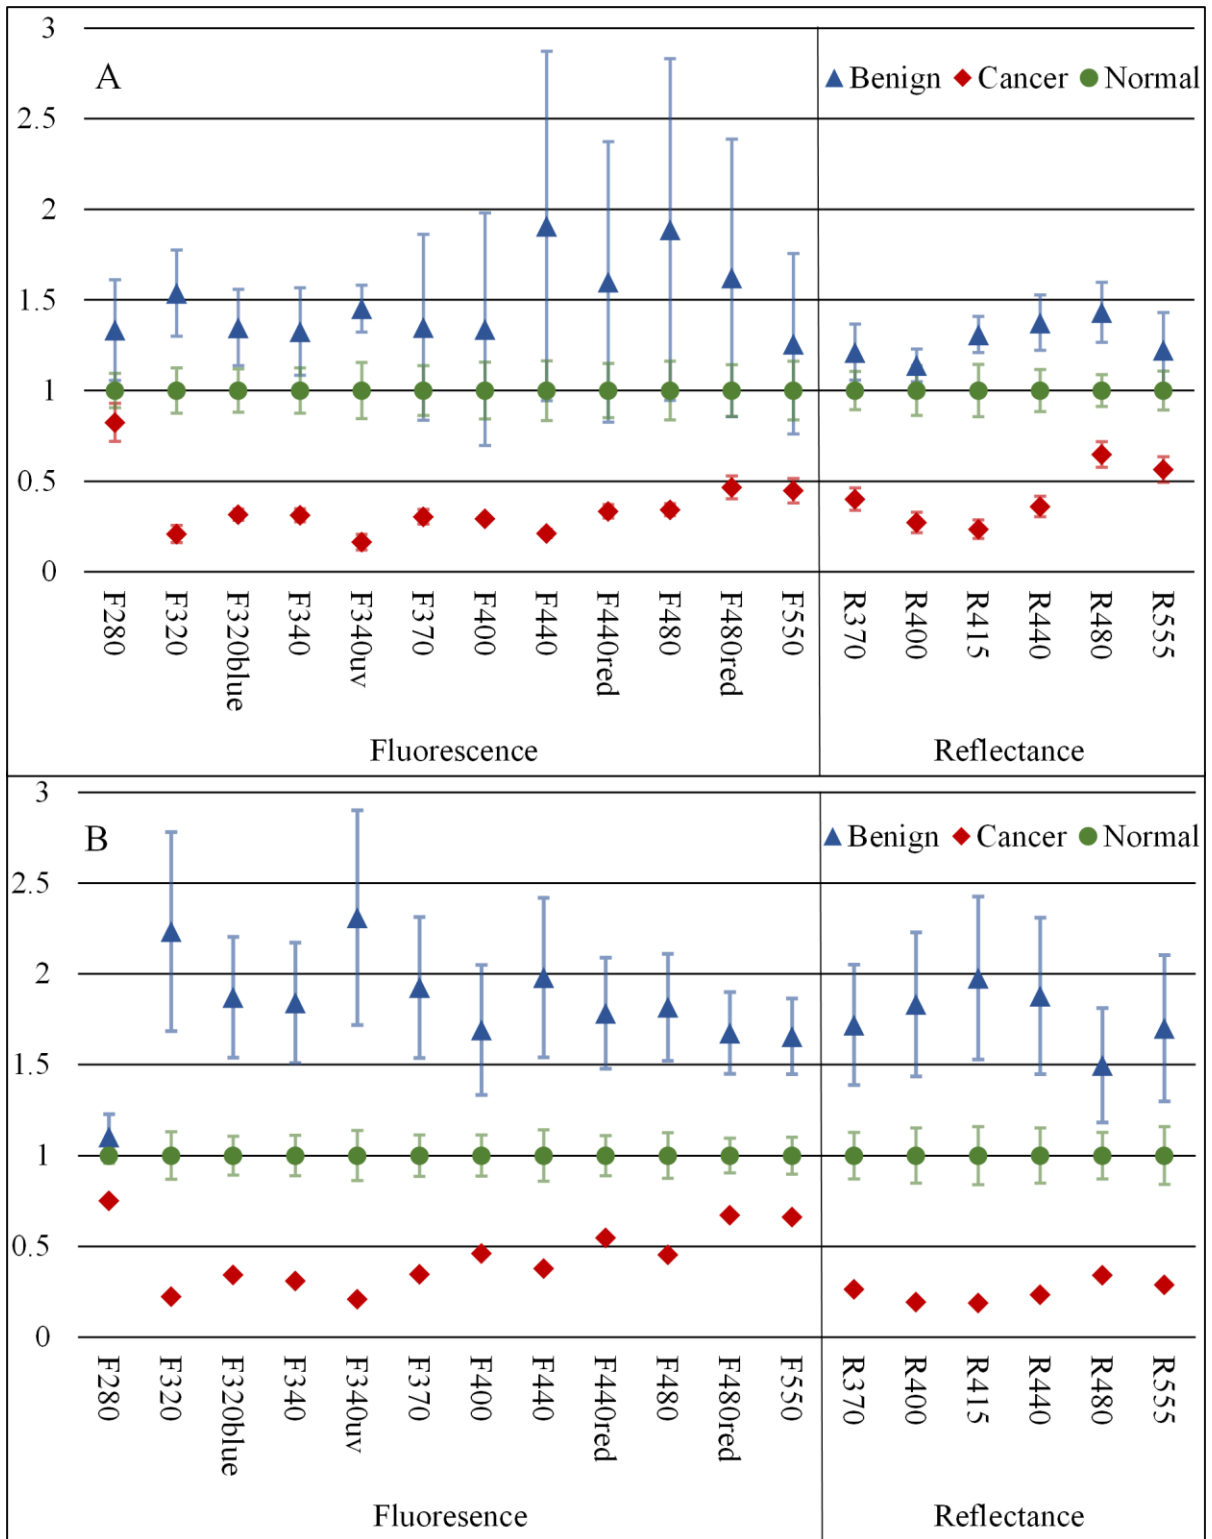 3
A
Benign Cancer Normal
2.5
2
1.5
1
0.5
0
F280 F320 F320blue F340 F340uv F370 F400 F440 F440red F480 F480red F550 R370 R400 R415 R440 R480 R555
Fluorescence Reflectance
3
B
Benign Cancer Normal
2.5
2
1.5
1
0.5
0
F280 F320 F320blue F340 F340uv F370 F400 F440 F440red F480 F480red F550 R370 R400 R415 R440 R480 R555
Fluoresence Reflectance